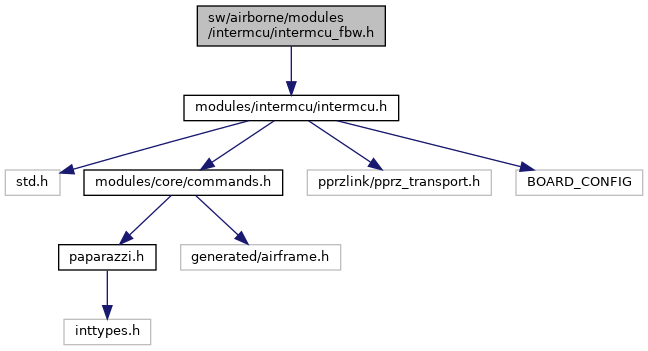 sw/airborne/modules
/intermcu/intermcu_fbw.h
modules/intermcu/intermcu.h
std.h
modules/core/commands.h
pprzlink/pprz_transport.h
BOARD_CONFIG
paparazzi.h
generated/airframe.h
inttypes.h